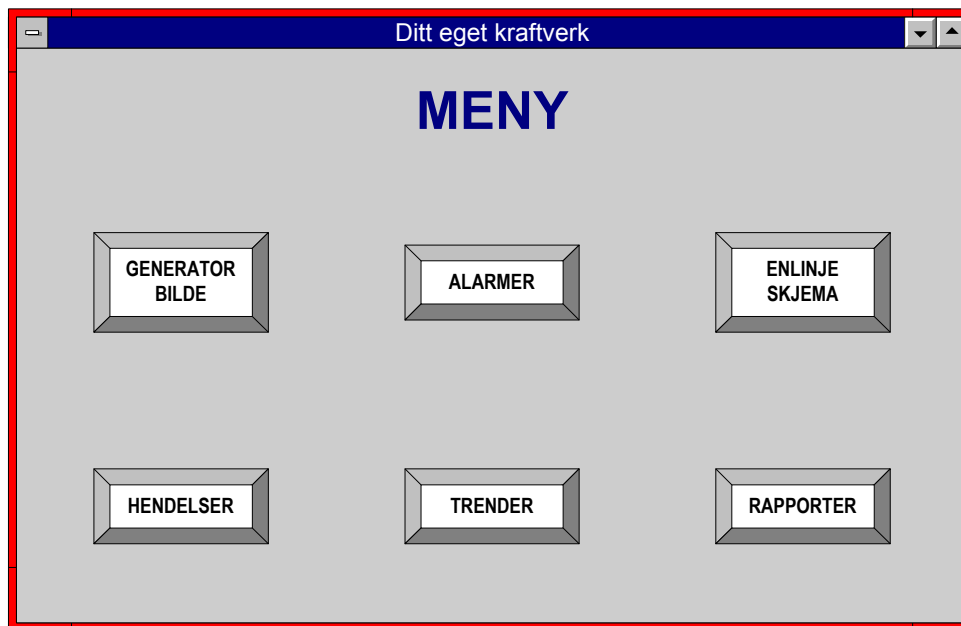 Ditt eget kraftverk
MENY
GENERATOR
BILDE
ALARMER
ENLINJE
SKJEMA
HENDELSER
TRENDER
RAPPORTER